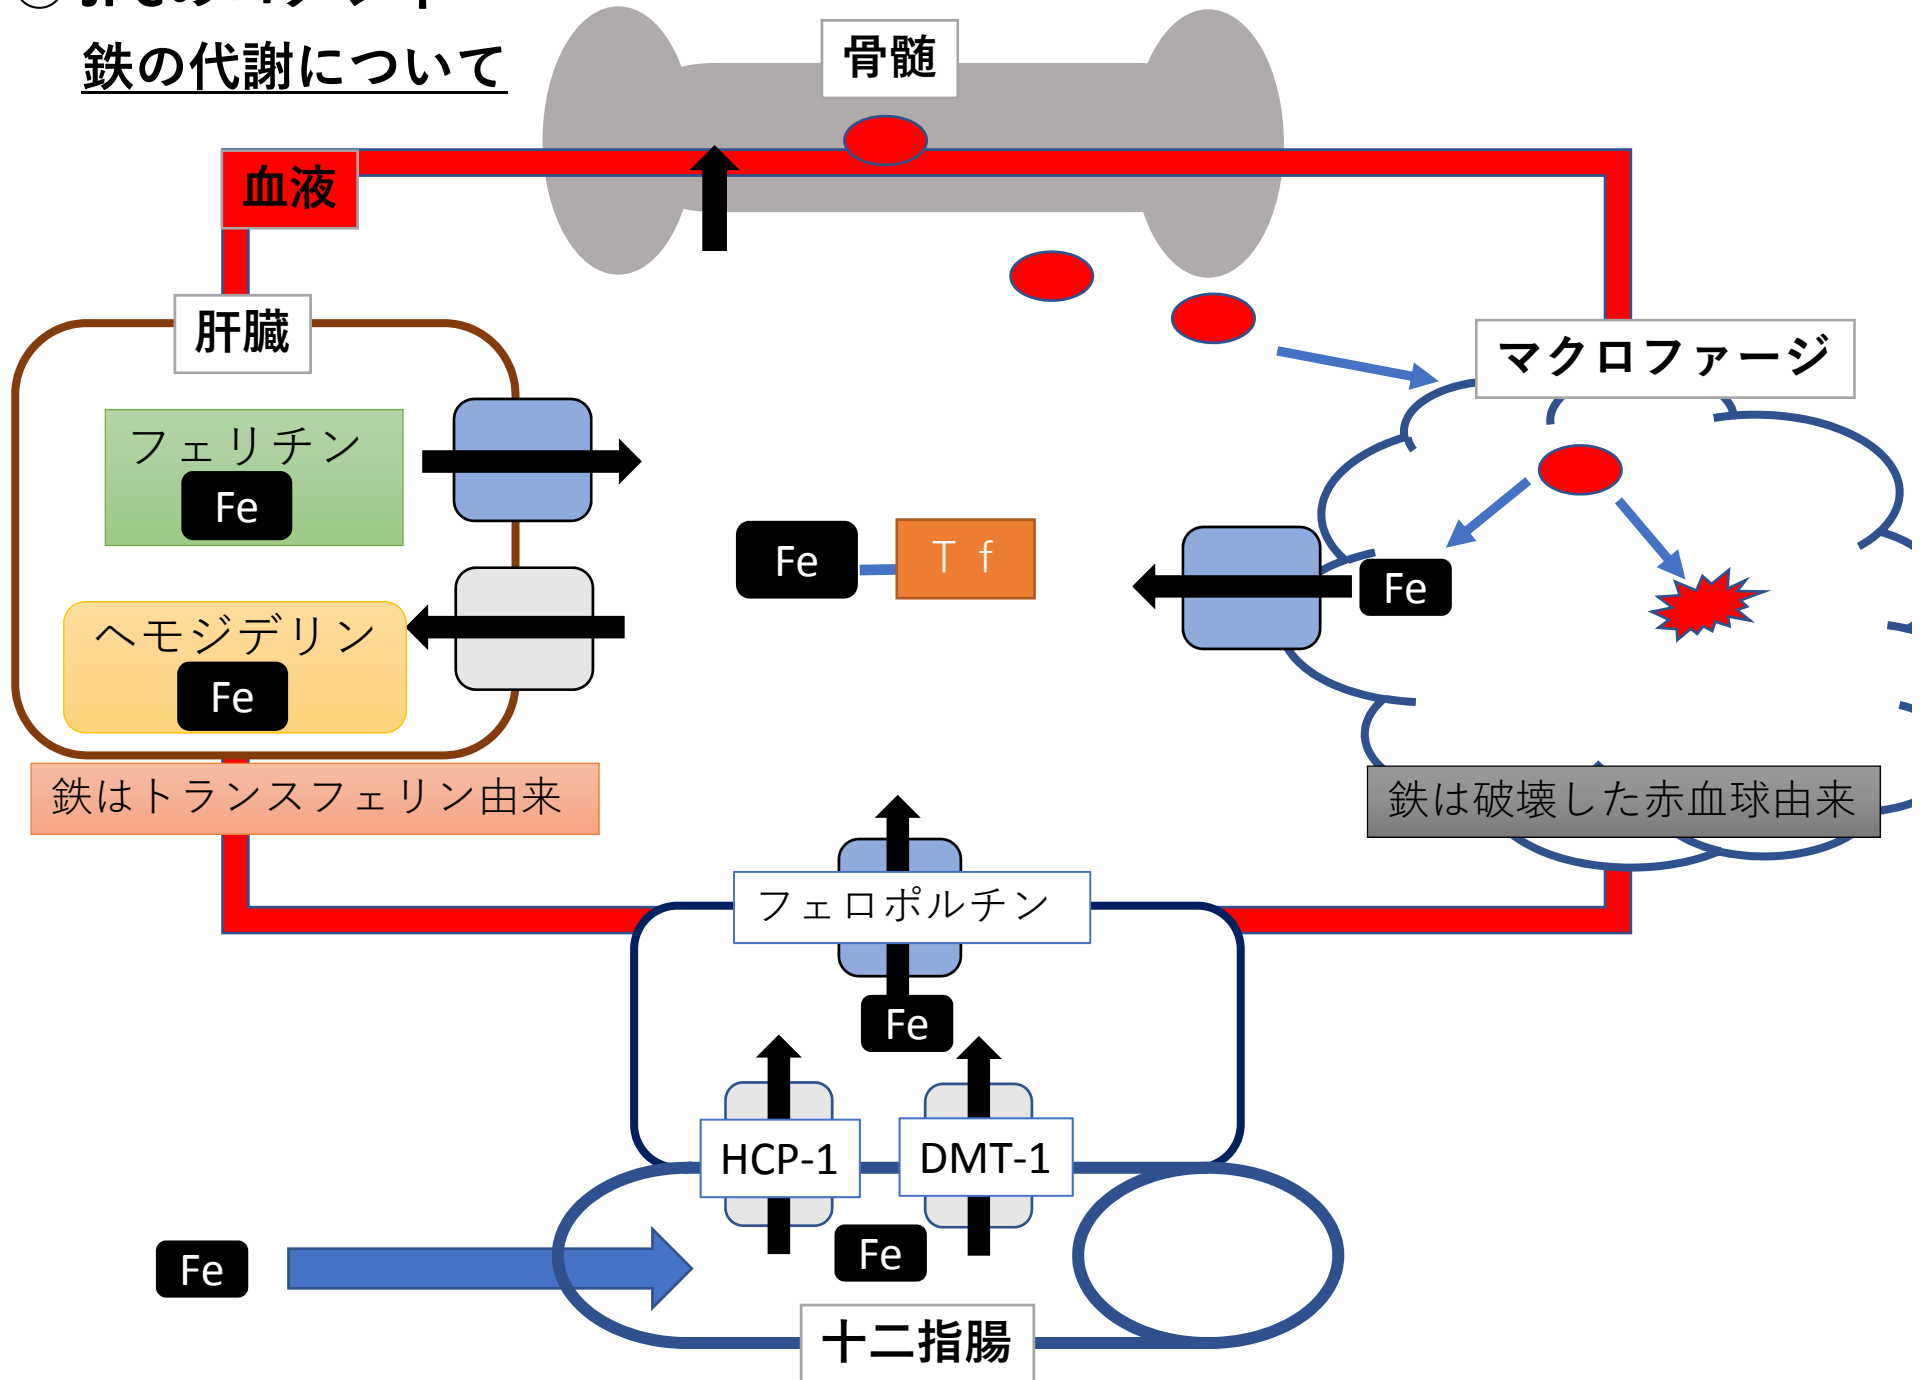 鉄の代謝について
骨髄
血液
肝臓
マクロファージ
フェリチン
Fe
Fe
Ｔｆ
Fe
ヘモジデリン
Fe
鉄はトランスフェリン由来
鉄は破壊した赤血球由来
フェロポルチン
Fe
HCP-1
DMT-1
Fe
Fe
十二指腸